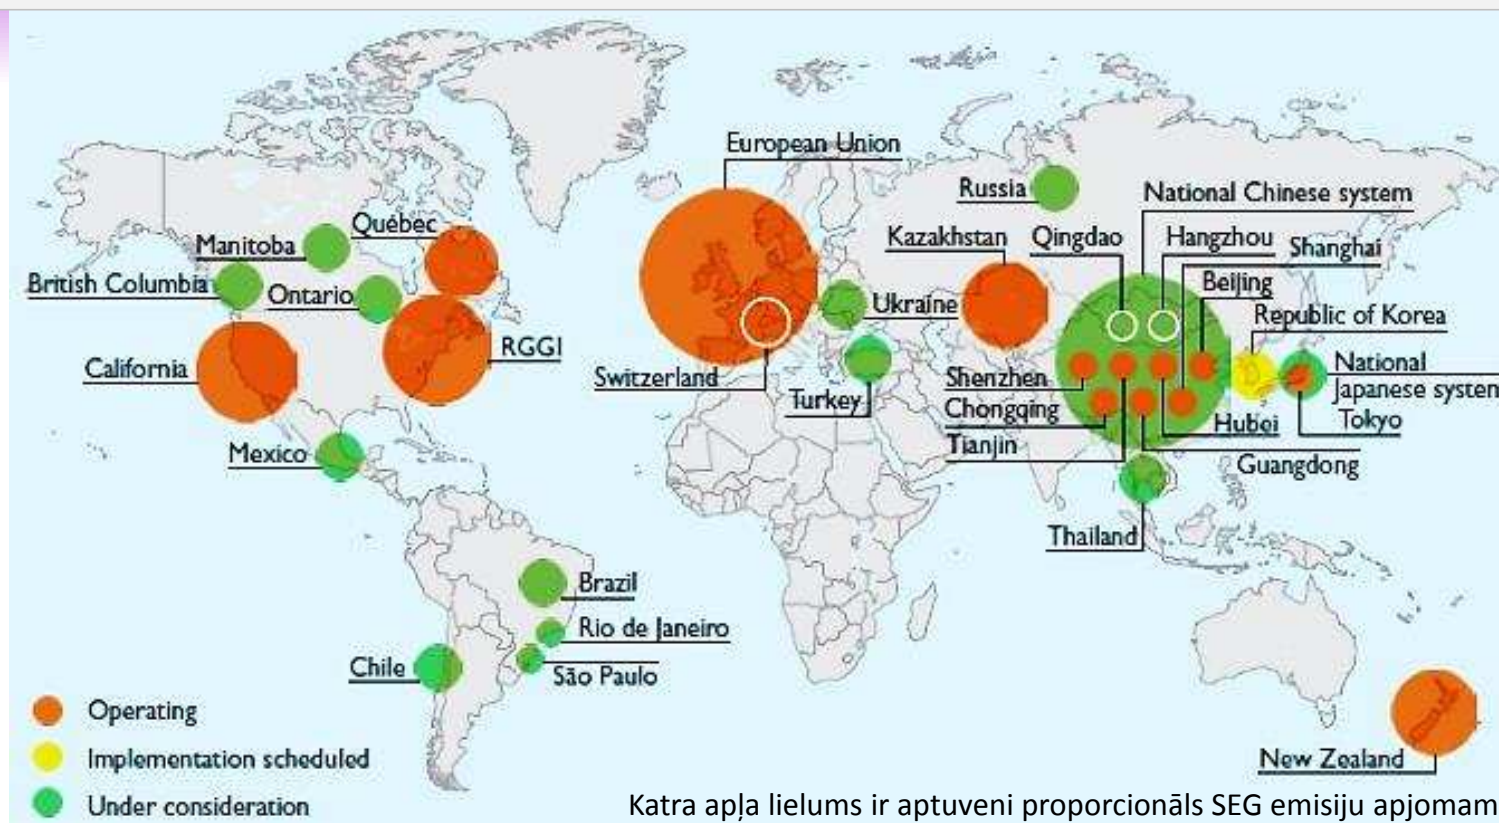 European Union
Russia
National Chinese system
Québec
Manitoba
Kazakhstan
Qingdao
Hangzhou
Shanghai
British Columbia
Ontario
Beijing
Ukraine
Republic of Korea
RGGI
California
Switzerland
Shenzhen
National
Japanese system
Turkey
Chongqing
Hubei
Tokyo
Mexico
Tianjin
Guangdong
Thailand
Brazil
Rio de Janeiro
Chile
São Paulo
Operating
Implementation scheduled
New Zealand
Under consideration
Katra apļa lielums ir aptuveni proporcionāls SEG emisiju apjomam